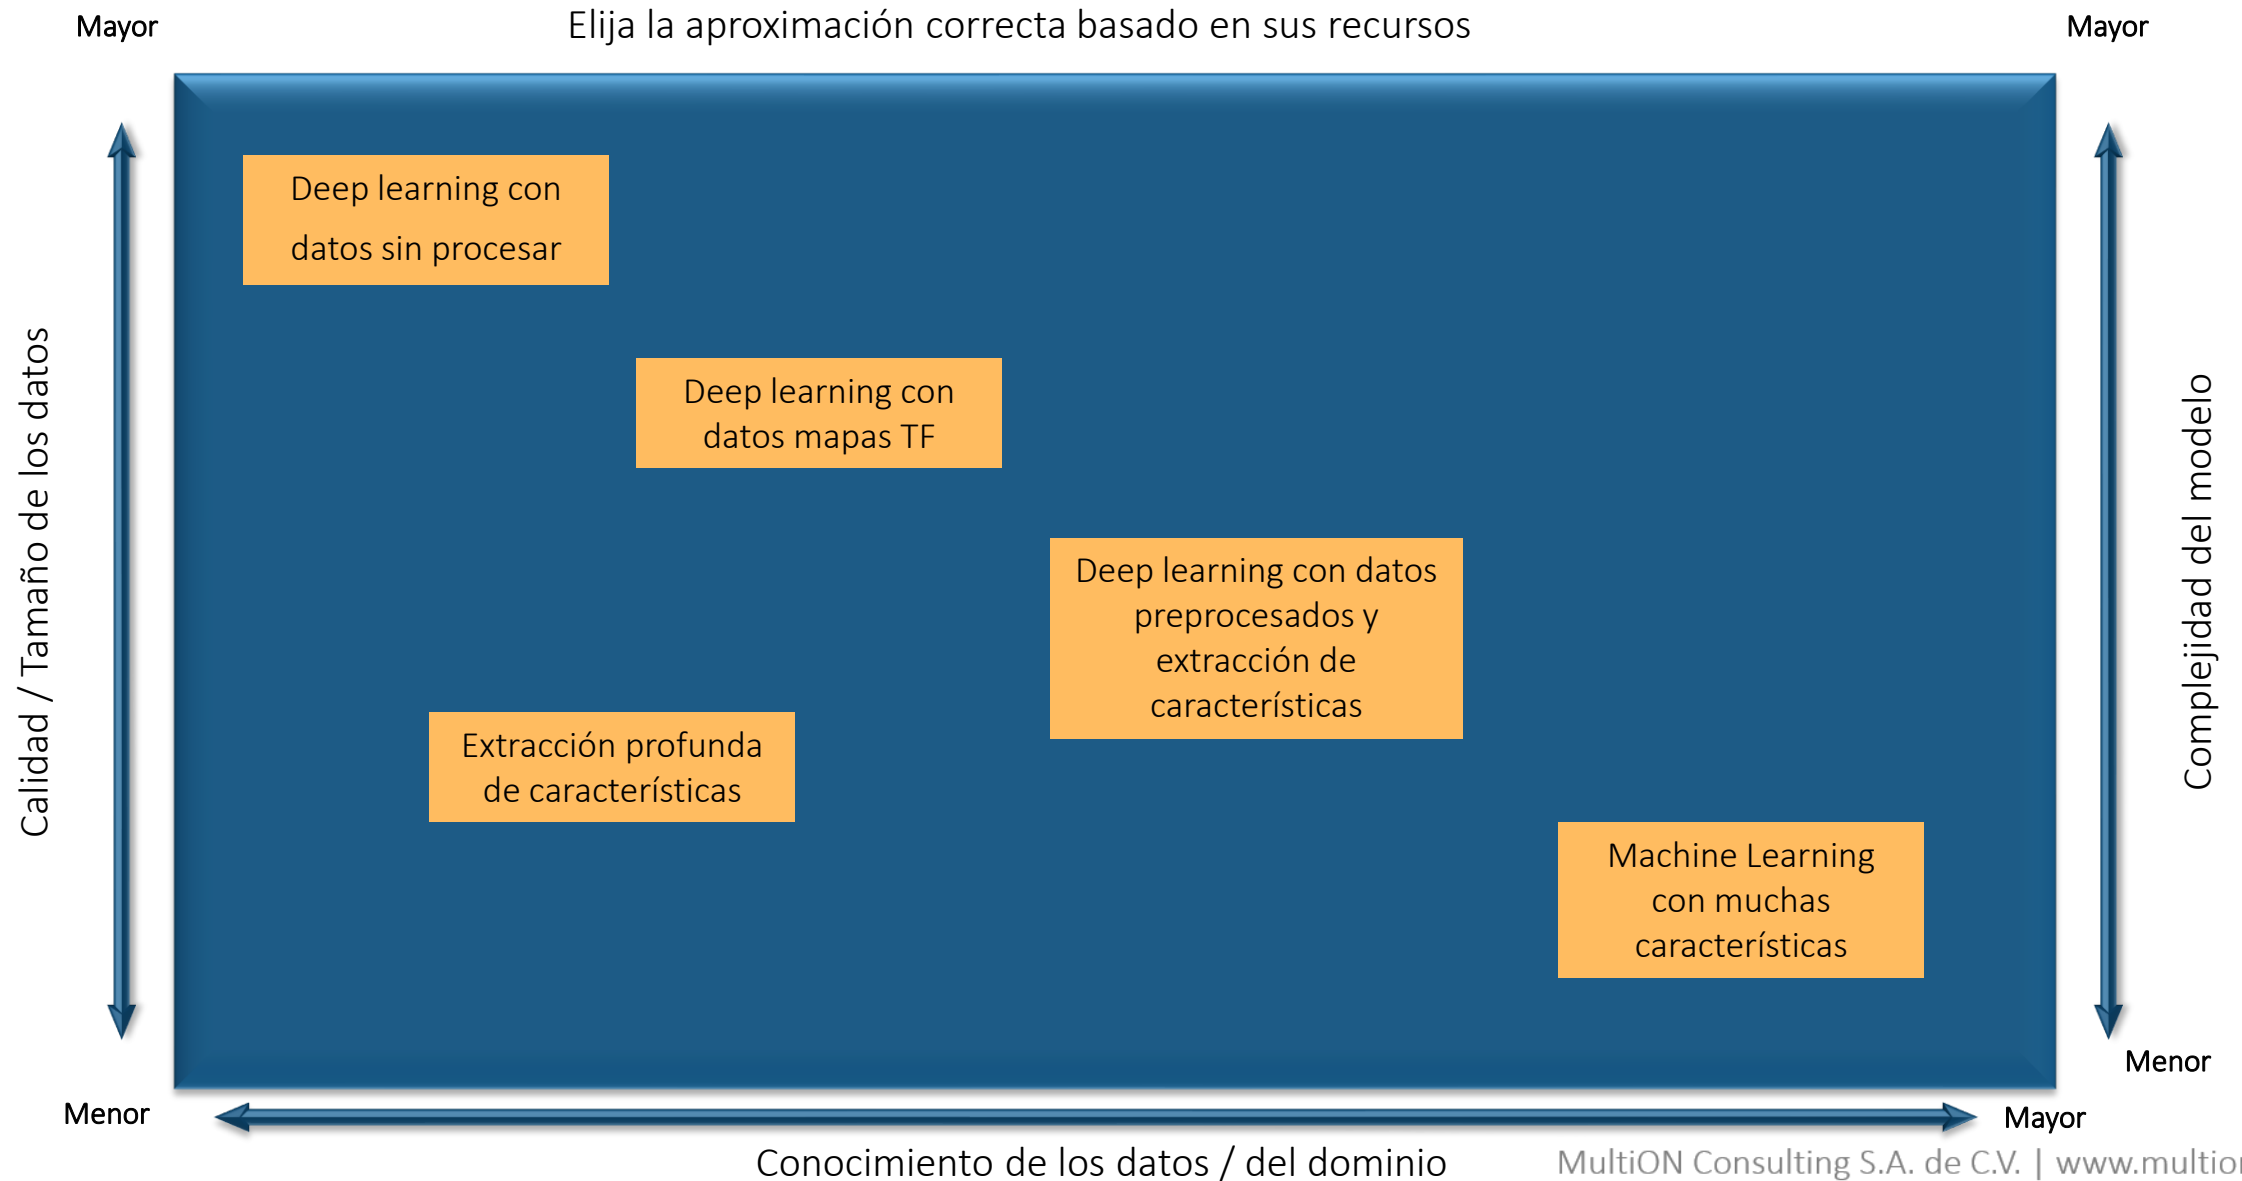 Mayor
Elija la aproximación correcta basado en sus recursos
Mayor
Deep learning con
datos sin procesar
Deep learning con
datos mapas TF
Deep learning con datos
preprocesados y
extracción de
características
Extracción profunda
de características
Machine Learning
con muchas
características
Calidad / Tamaño de los datos
Complejidad del modelo
Menor
Menor
Mayor
Conocimiento de los datos / del dominio
MultiON Consulting S.A. de C.V. | www.multion